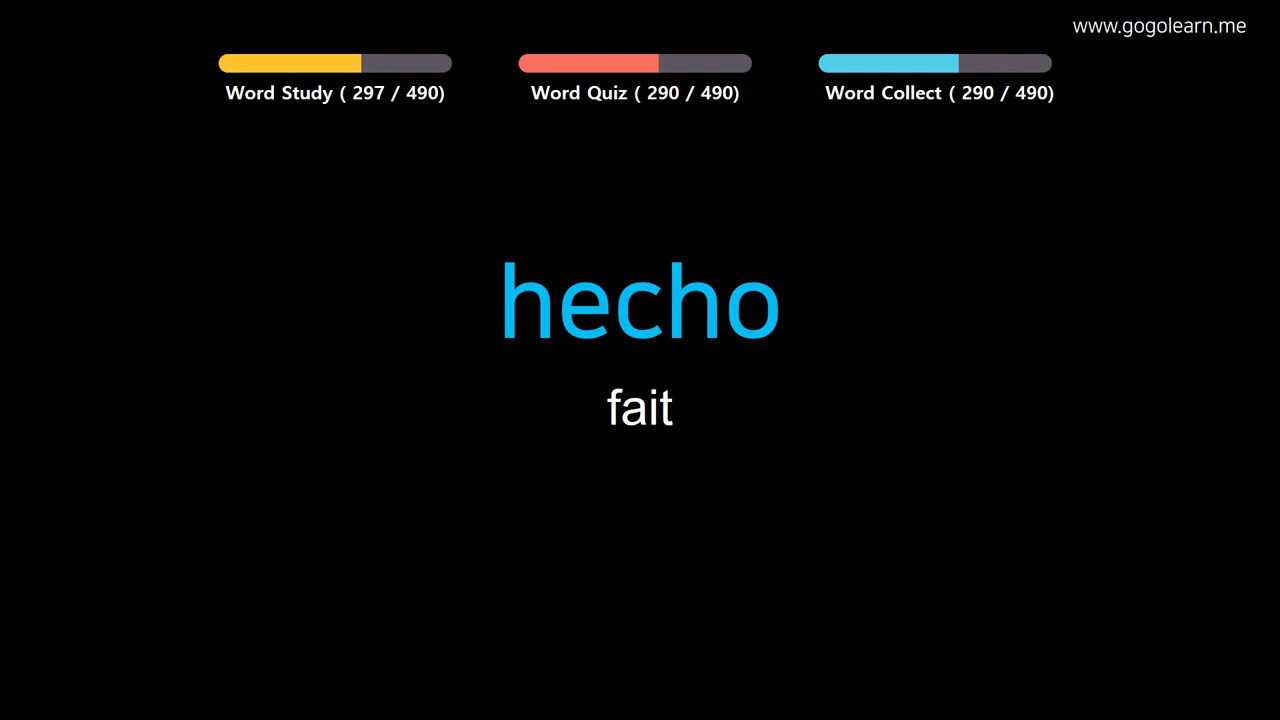 www.gogolearn.me
Word Study ( 297 / 490)
Word Quiz ( 290 / 490)
Word Collect ( 290 / 490)
hecho
fait